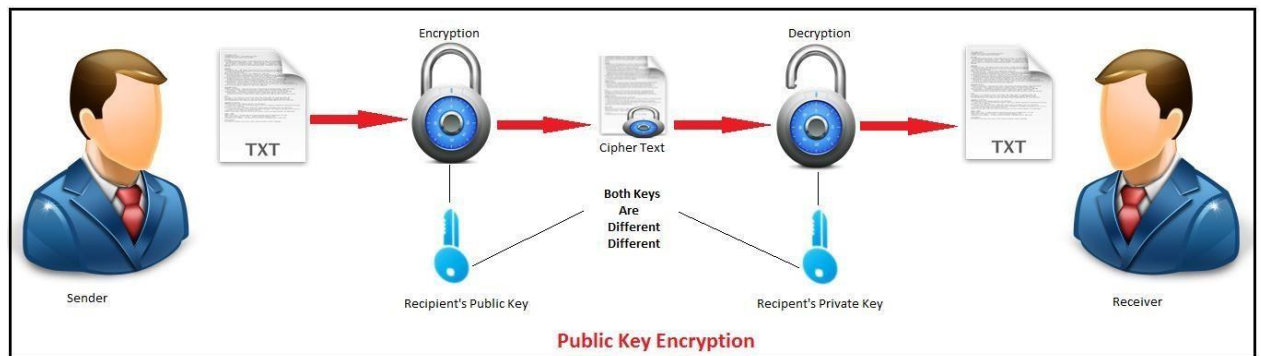 Encryption
Decryption
TXT
Cipher Text
TXT
Both Keys
Are
Different
Different
Sender
Recipient's Public Key
Recipent's Private Key
Receiver
Public Key Encryption